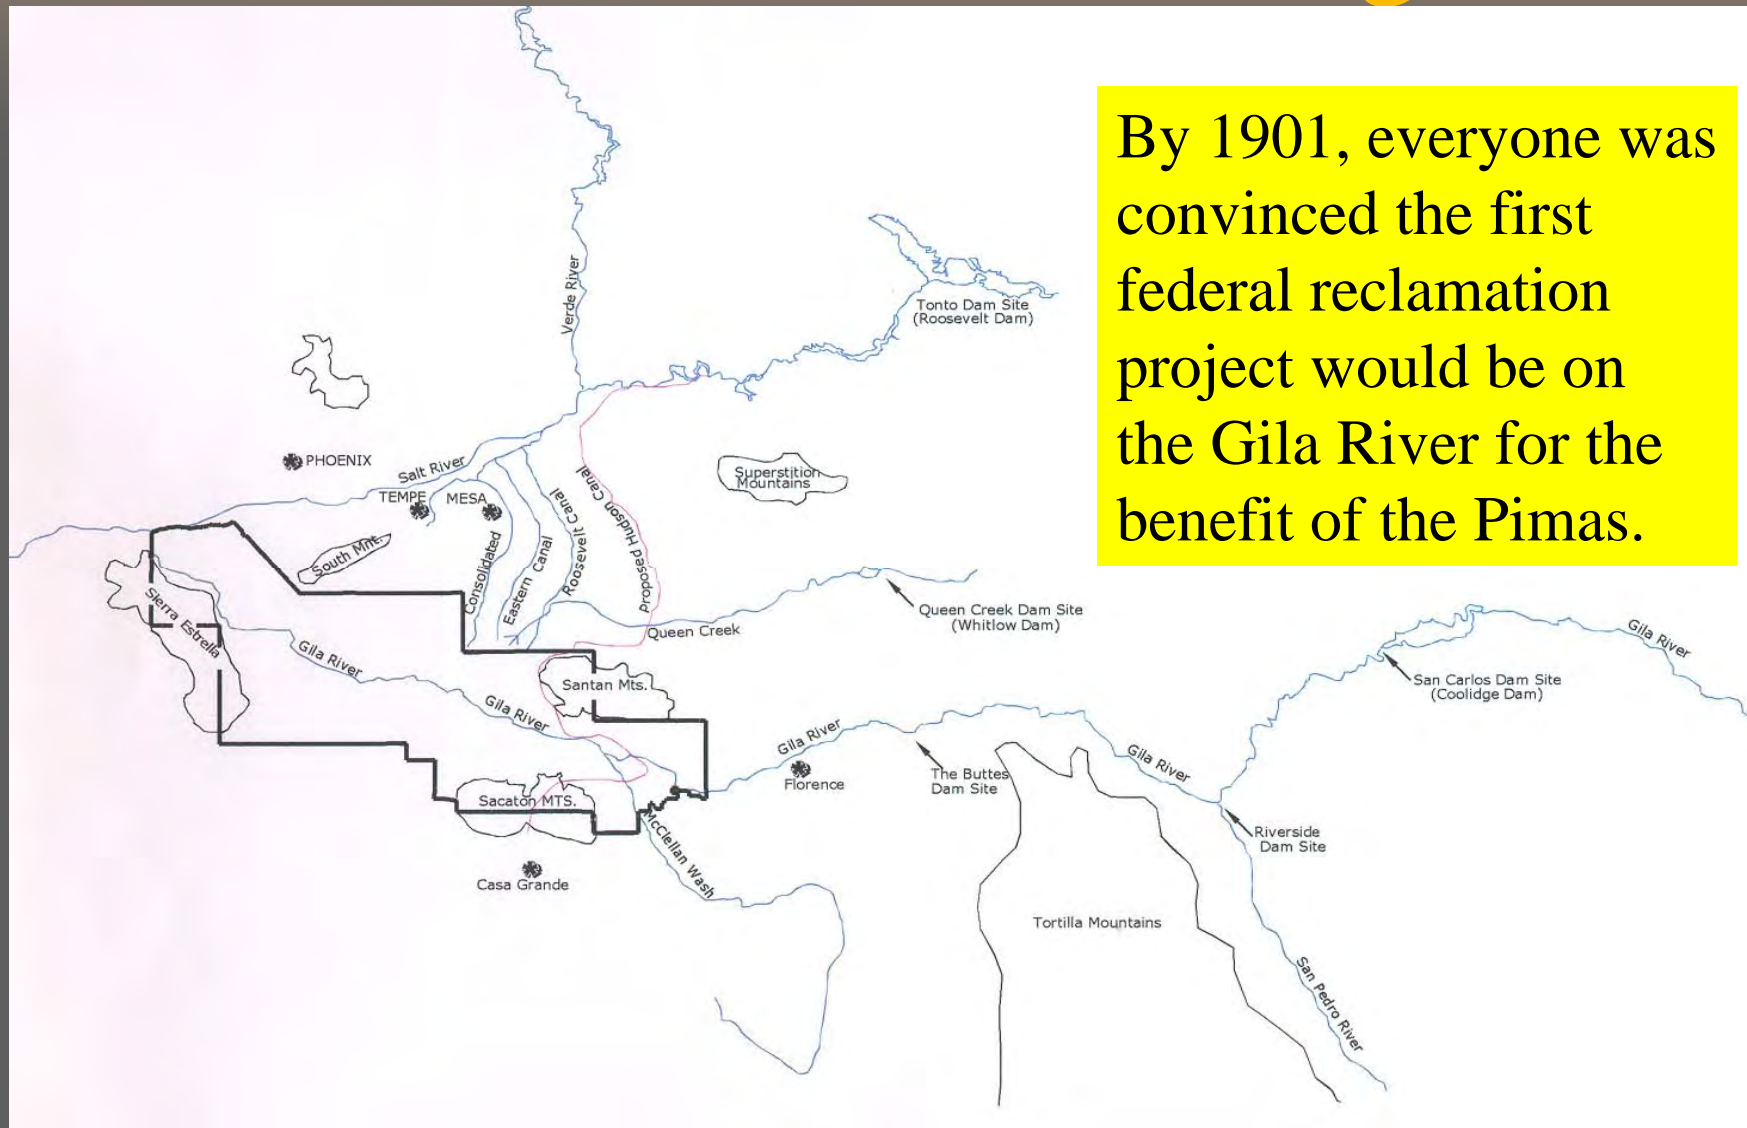 By 1901, everyone was
convinced the first
federal reclamation
project would be on
the Gila River for the
benefit of the Pimas.
Verde River
Tonto Dam Site
(Roosevelt Dam)
PHOENIX
Salt River
TEMPE
MESA
Superstition
Mountains
South Mnt.
Consolidated
Eastern Canal
Roosevelt Canal
Proposed Hudson Canal
Sierra Estrella
Queen Creek Dam Site
(Whitlow Dam)
Queen Creek
Gila River
Gila River
San Carlos Dam Site
(Coolidge Dam)
Santan Mts.
Gila River
Gila River
Gila River
The Buttes
Dam Site
Florence
Sacaton MTS.
McClellan Wash
Riverside
Dam Site
Casa Grande
Tortilla Mountains
San Pedro River